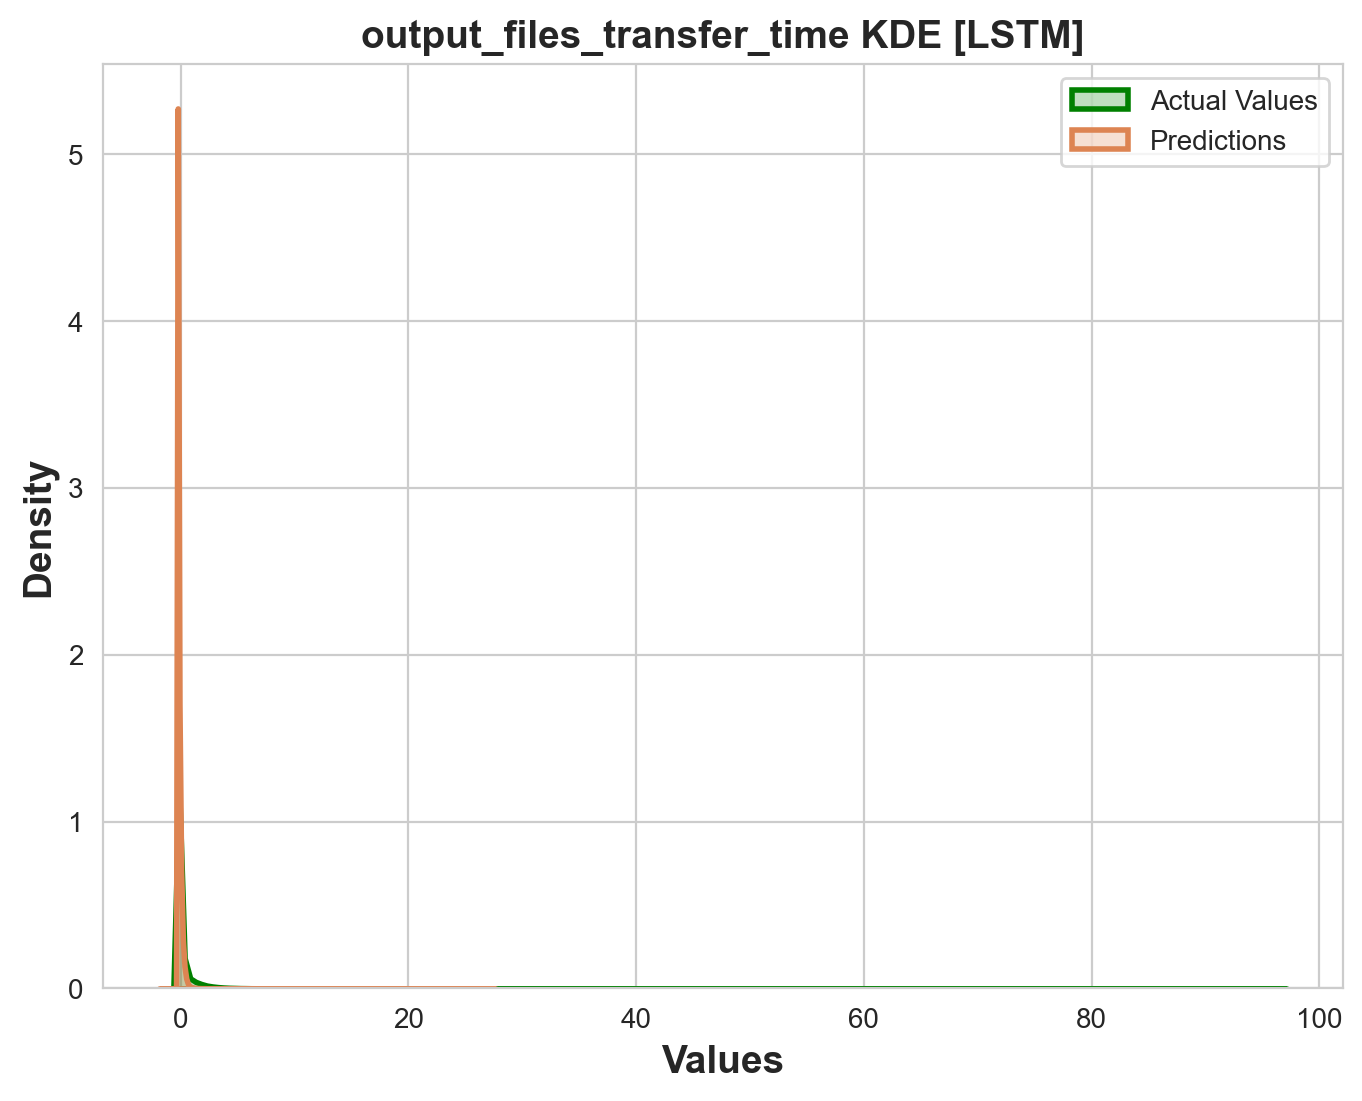 output_files_transfer_time KDE [LSTM]
Actual Values
Predictions
5
4
3
2
1
0
Density
0 20 40 60 80 100
Values